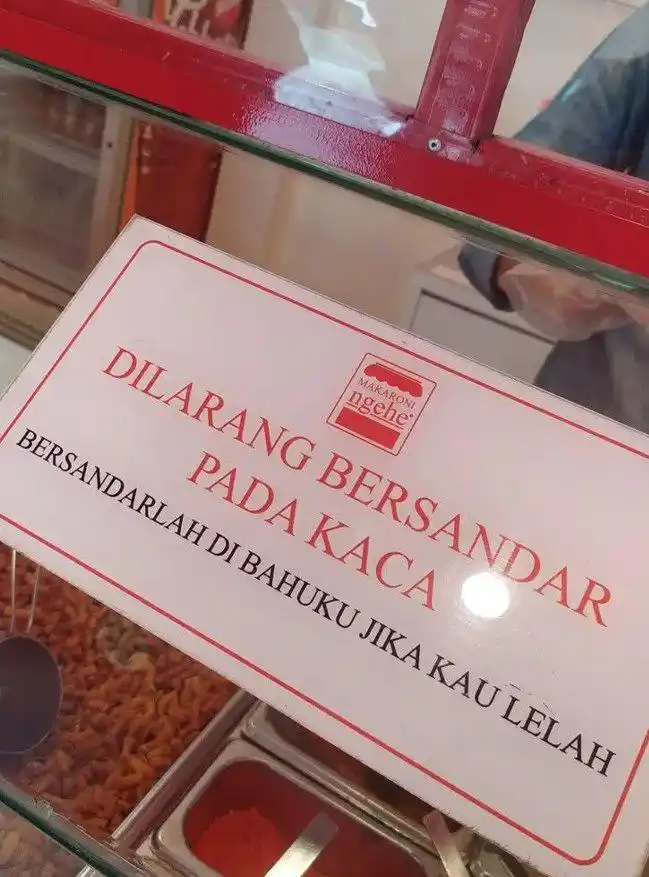 MAKARONI
ngehe
DILARANG BERSANDAR
PADA KACA
BERSANDARLAH DI BAHUKU JIKA KAU LELAH